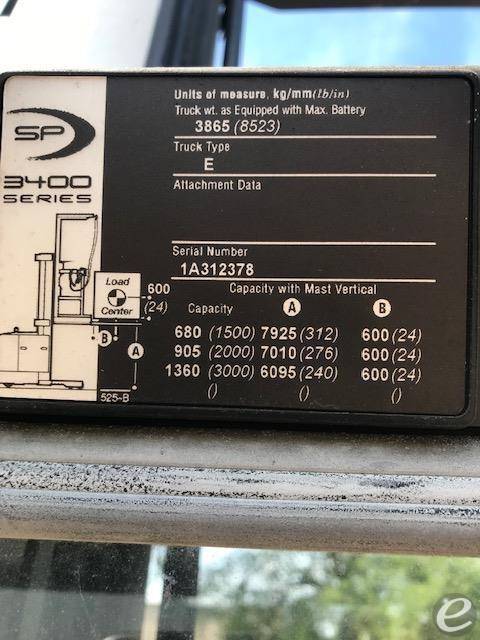 SP
3400
SERIES
Units of measure, kg/mm(lb/in)
Truck wt. as Equipped with Max. Battery
3865 (8523)
Truck Type
E
Attachment Data
Serial Number
1A312378
Load
Center
600
(24)
B
A
525-B
Capacity with Mast Vertical
Capacity A B
680 (1500) 7925 (312) 600 (24)
905 (2000) 7010 (276) 600 (24)
1360 (3000) 6095 (240) 600 (24)
() () ()
e